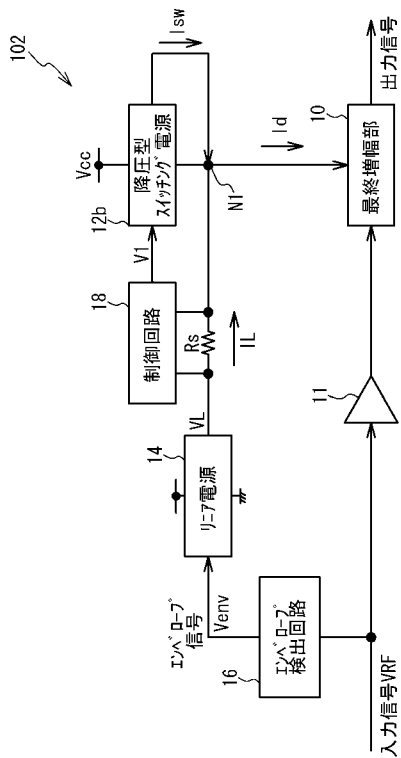 102
Isw
Vcc
降圧型
スイッチング電源
12b
V1
18
制御回路
N1
Id
Rs
IL
VL
14
リニア電源
エンベロープ
信号
Venv
16
エンベロープ
検出回路
10
最終増幅部
出力信号
11
入力信号VRF